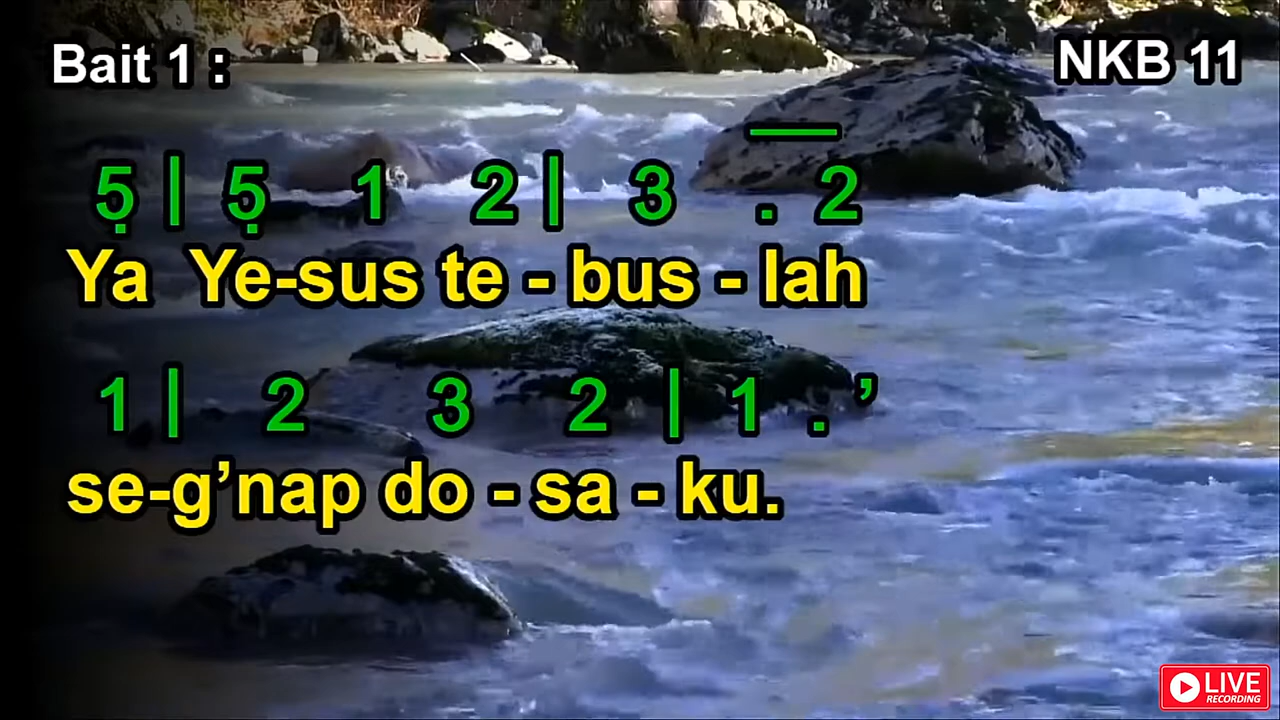 Bait 1 :
NKB 11
5̣ | 5̣ 1 2 | 3 . 2
Ya Ye-sus te - bus - lah
1 | 2 3 2 | 1 . ’
se-g’nap do - sa - ku.
LIVE
RECORDING